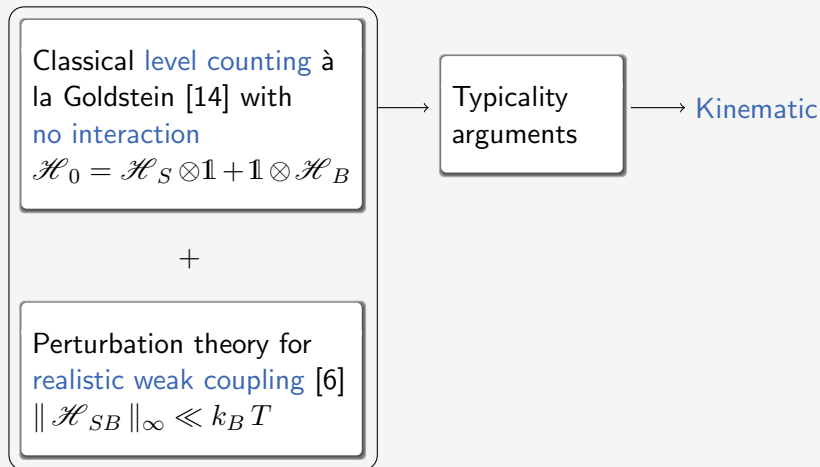 Classical level counting à
la Goldstein [14] with
no interaction
ℋ₀ = ℋ_S ⊗ 𝟙 + 𝟙 ⊗ ℋ_B
+
Perturbation theory for
realistic weak coupling [6]
‖ ℋ_SB ‖_∞ ≪ k_B T
Typicality
arguments
Kinematic